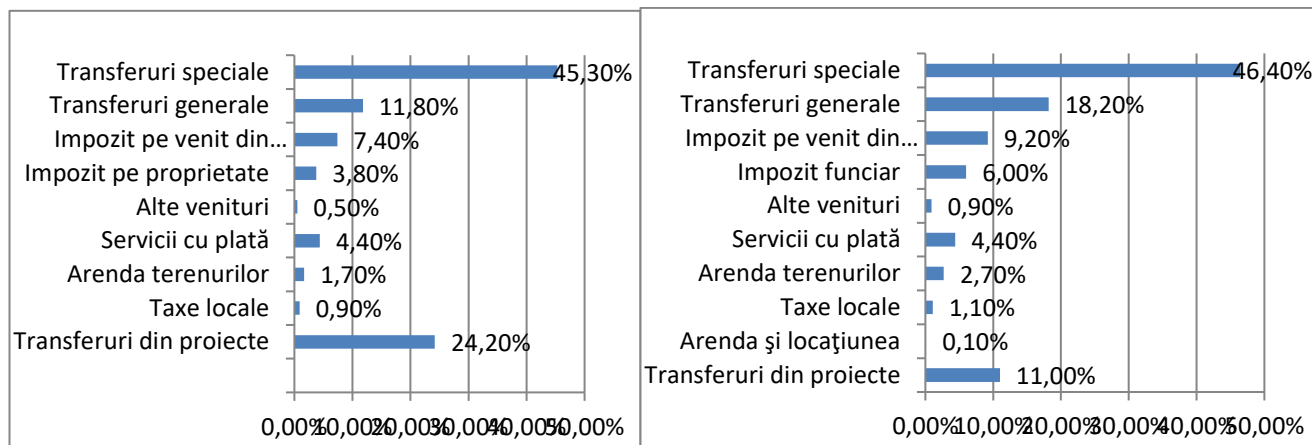 Transferuri speciale 45,30%
Transferuri generale 11,80%
Impozit pe venit din... 7,40%
Impozit pe proprietate 3,80%
Alte venituri 0,50%
Servicii cu plată 4,40%
Arenda terenurilor 1,70%
Taxe locale 0,90%
Transferuri din proiecte 24,20%
0,00% 10,00% 20,00% 30,00% 40,00% 50,00%
Transferuri speciale 46,40%
Transferuri generale 18,20%
Impozit pe venit din... 9,20%
Impozit funciar 6,00%
Alte venituri 0,90%
Servicii cu plată 4,40%
Arenda terenurilor 2,70%
Taxe locale 1,10%
Arenda şi locaţiunea 0,10%
Transferuri din proiecte 11,00%
0,00% 10,00% 20,00% 30,00% 40,00% 50,00%